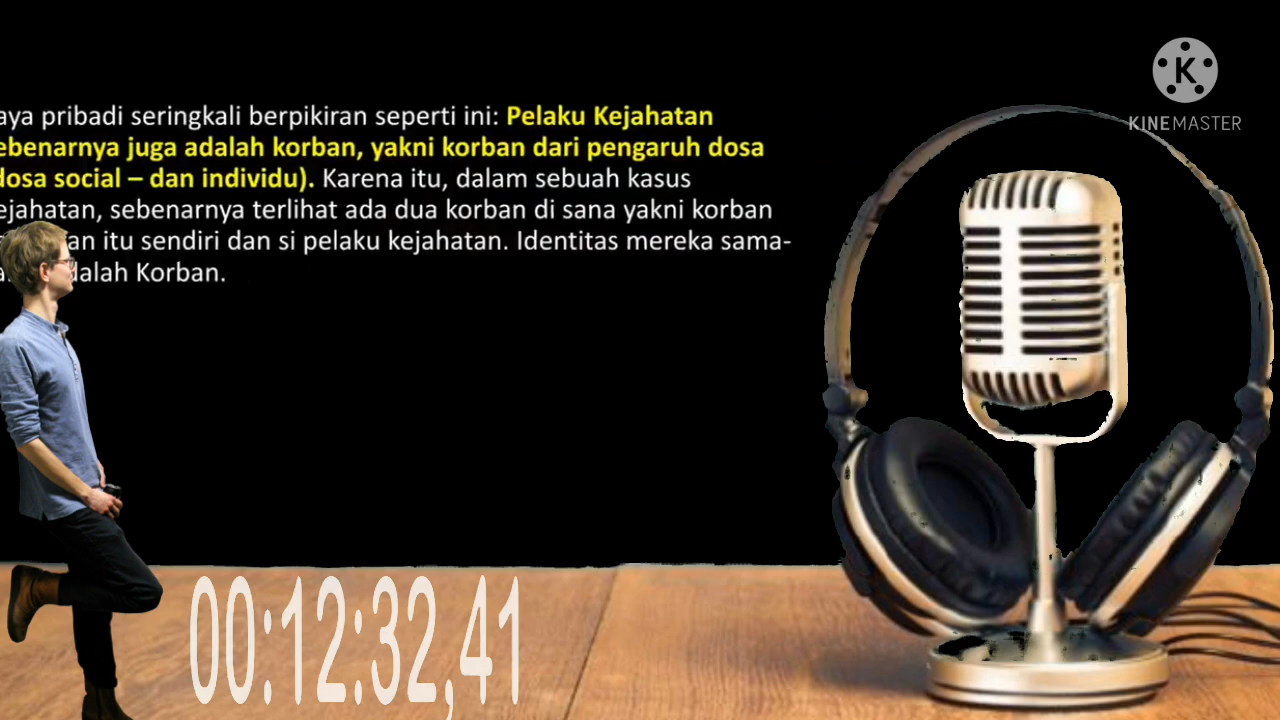 aya pribadi seringkali berpikiran seperti ini: Pelaku Kejahatan
ebenarnya juga adalah korban, yakni korban dari pengaruh dosa
dosa social – dan individu). Karena itu, dalam sebuah kasus
ejahatan, sebenarnya terlihat ada dua korban di sana yakni korban
an itu sendiri dan si pelaku kejahatan. Identitas mereka sama-
dalah Korban.
K
KINEMASTER
00:12:32,41